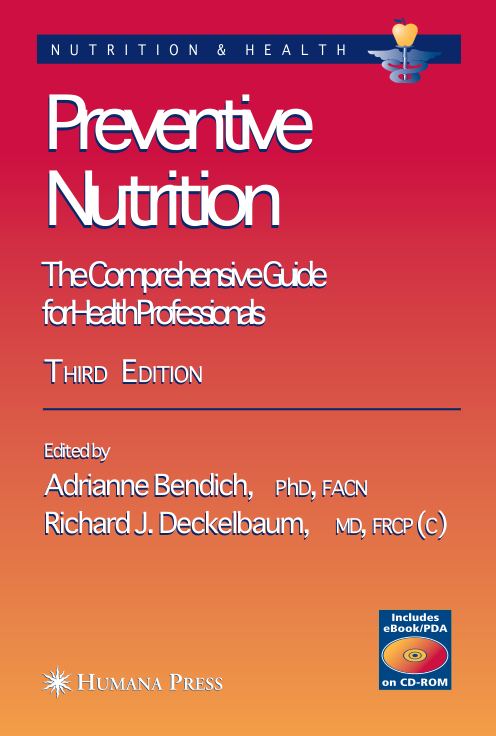 NUTRITION & HEALTH
Preventive
Nutrition
The Comprehensive Guide
for Health Professionals
THIRD EDITION
Edited by
Adrianne Bendich, PhD, FACN
Richard J. Deckelbaum, MD, FRCP (C)
Includes
eBook/PDA
on CD-ROM
HUMANA PRESS